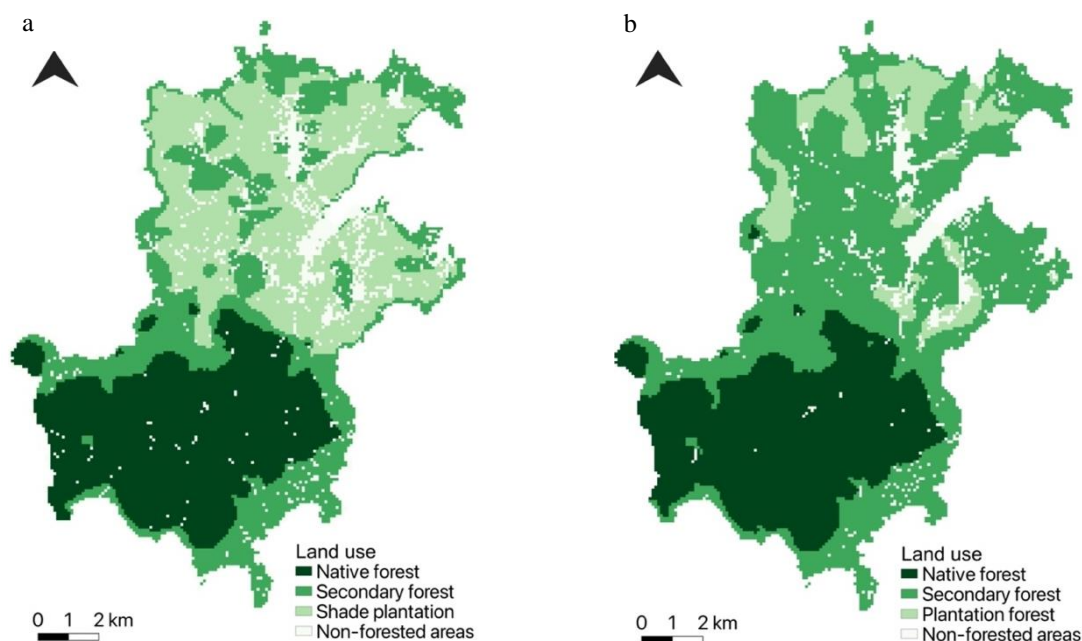 a
b
Land use
Native forest
Secondary forest
Shade plantation
Non-forested areas
0 1 2 km
Land use
Native forest
Secondary forest
Plantation forest
Non-forested areas
0 1 2 km